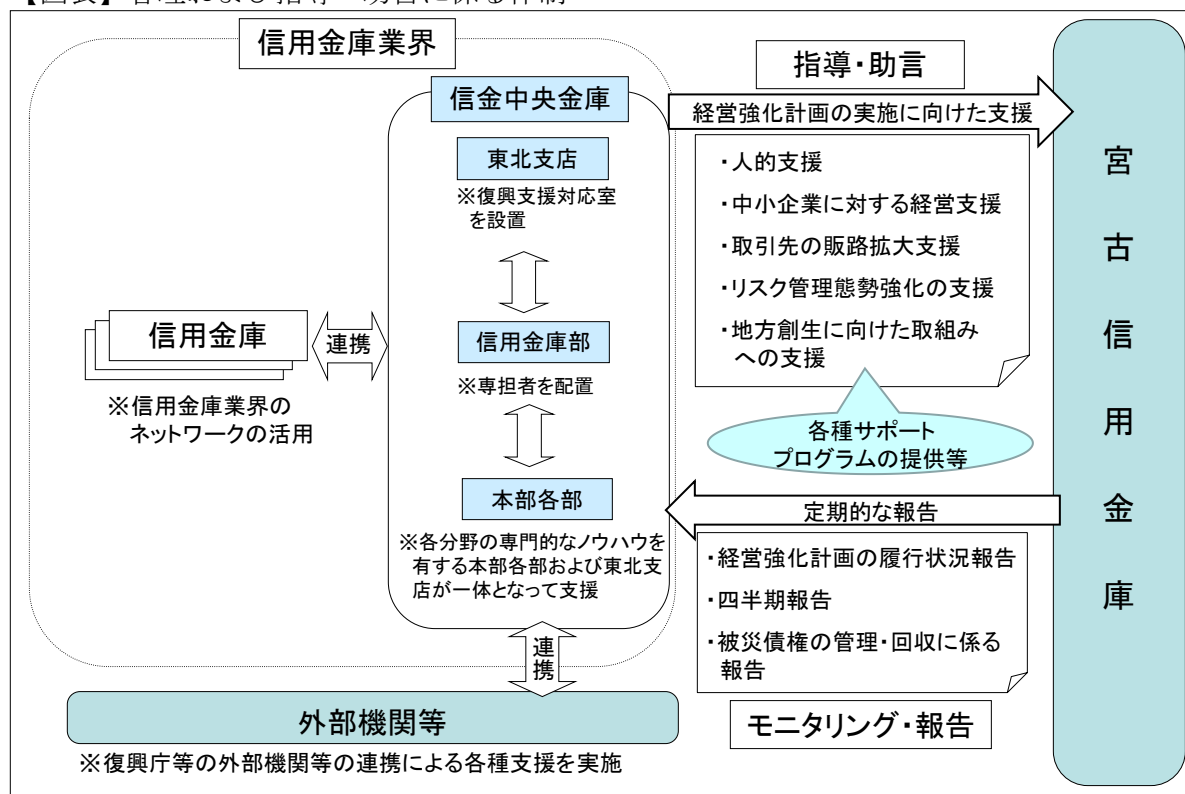 信用金庫業界
信金中央金庫
東北支店
※復興支援対応室
を設置
信用金庫部
※専担者を配置
本部各部
※各分野の専門的なノウハウを
有する本部各部および東北支
店が一体となって支援
信用金庫
※信用金庫業界の
ネットワークの活用
連携
連携
外部機関等
※復興庁等の外部機関等の連携による各種支援を実施
指導・助言
経営強化計画の実施に向けた支援
・人的支援
・中小企業に対する経営支援
・取引先の販路拡大支援
・リスク管理態勢強化の支援
・地方創生に向けた取組み
への支援
各種サポート
プログラムの提供等
定期的な報告
・経営強化計画の履行状況報告
・四半期報告
・被災債権の管理・回収に係る
報告
モニタリング・報告
宮古信用金庫